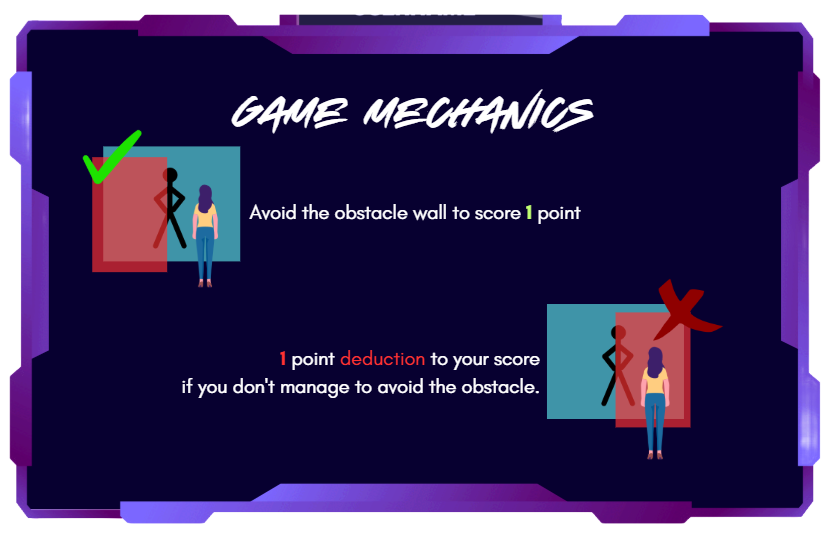 GAME MECHANICS
Avoid the obstacle wall to score 1 point
1 point deduction to your score
if you don't manage to avoid the obstacle.